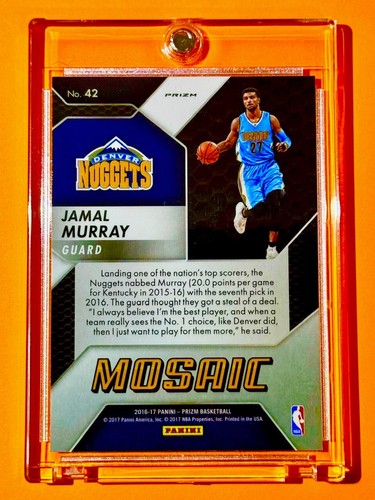 No. 42
PRIZM
DENVER
NUGGETS
DENVER
27
JAMAL
MURRAY
GUARD
Landing one of the nation's top scorers, the
Nuggets nabbed Murray (20.0 points per game
for Kentucky in 2015-16) with the seventh pick in
2016. The guard thought they got a steal of a deal.
"I always believe I'm the best player, and when a
team really sees the No. 1 choice, like Denver did,
then I just want to play for them more," he said.
MOSAIC
2016-17 PANINI – PRIZM BASKETBALL
© 2017 Panini America, Inc. © 2017 NBA Properties, Inc. Printed in the USA.
PANINI
NBA